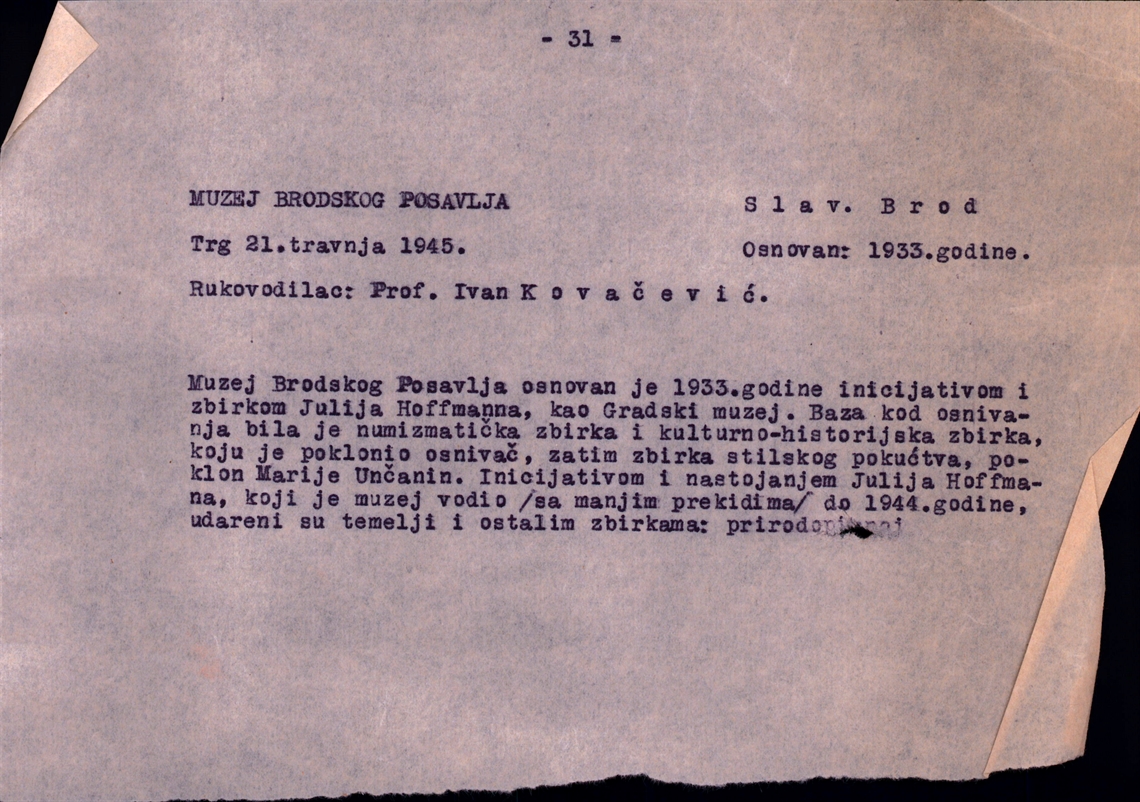 - 31 -
MUZEJ BRODSKOG POSAVLJA S l a v. B r o d
Trg 21.travnja 1945. Osnovan: 1933.godine.
Rukovodilac: Prof. Ivan K o v a č e v i ć.
Muzej Brodskog Posavlja osnovan je 1933.godine inicijativom i
zbirkom Julija Hoffmanna, kao Gradski muzej. Baza kod osniva-
nja bila je numizmatička zbirka i kulturno-historijska zbirka,
koju je poklonio osnivač, zatim zbirka stilskog pokućtva, po-
klon Marije Unčanin. Inicijativom i nastojanjem Julija Hoffma-
na, koji je muzej vodio /sa manjim prekidima/ do 1944.godine,
udareni su temelji i ostalim zbirkama: